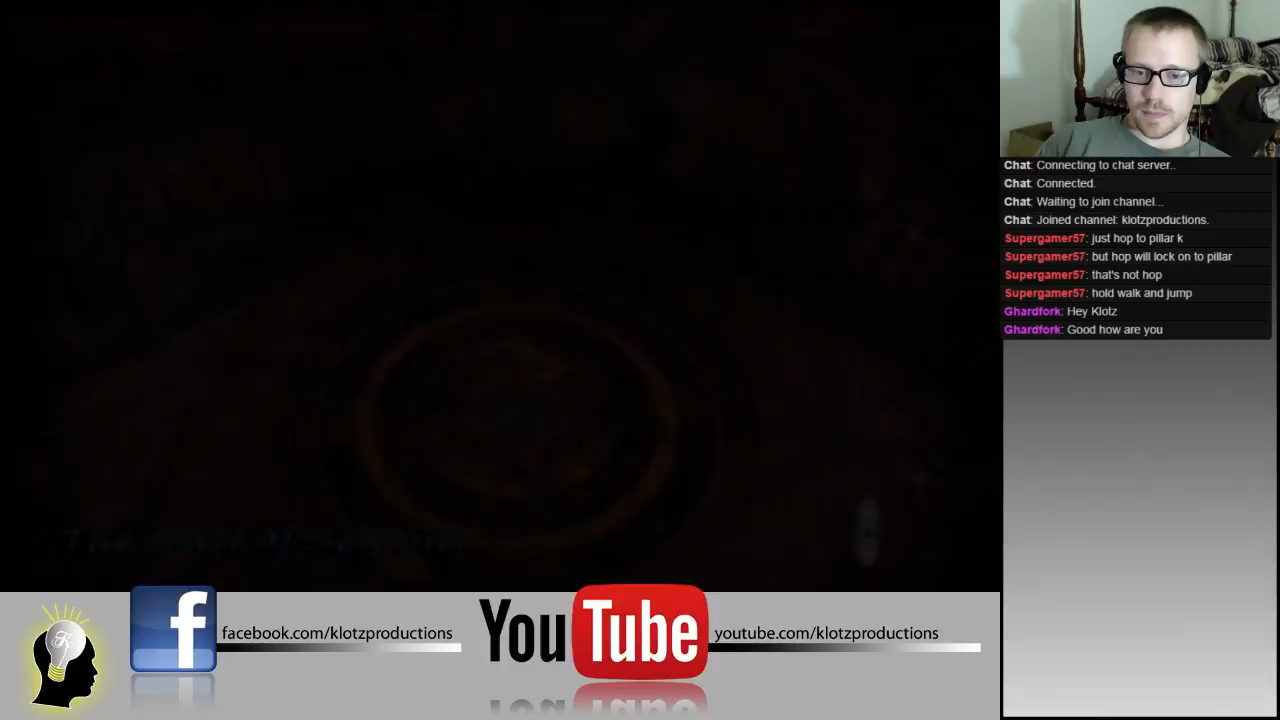 Chat: Connecting to chat server..
Chat: Connected.
Chat: Waiting to join channel...
Chat: Joined channel: klotzproductions.
Supergamer57: just hop to pillar k
Supergamer57: but hop will lock on to pillar
Supergamer57: that's not hop
Supergamer57: hold walk and jump
Ghardfork: Hey Klotz
Ghardfork: Good how are you
facebook.com/klotzproductions
YouTube
youtube.com/klotzproductions